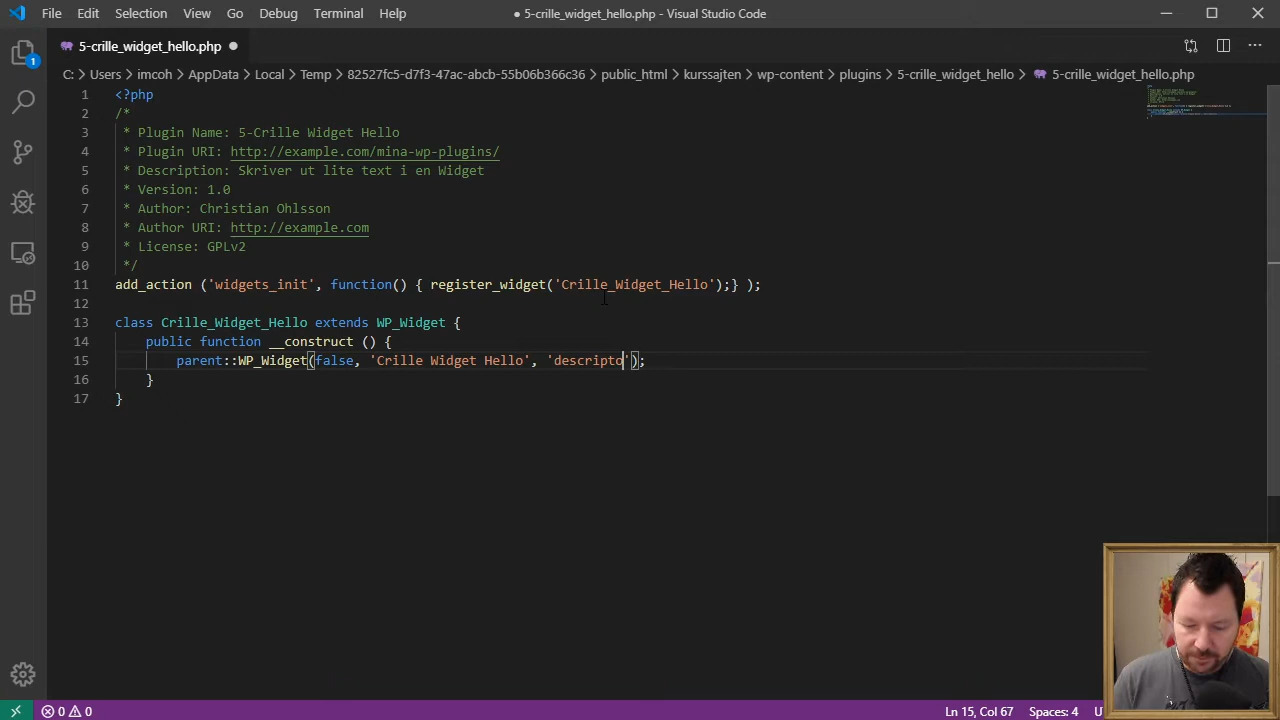 File Edit Selection View Go Debug Terminal Help
● 5-crille_widget_hello.php - Visual Studio Code
5-crille_widget_hello.php ●
C: > Users > imcoh > AppData > Local > Temp > 82527fc5-d7f3-47ac-abcb-55b06b366c36 > public_html > kurssajten > wp-content > plugins > 5-crille_widget_hello > 5-crille_widget_hello.php
1
1 <?php
2 /*
3 * Plugin Name: 5-Crille Widget Hello
4 * Plugin URI: http://example.com/mina-wp-plugins/
5 * Description: Skriver ut lite text i en Widget
6 * Version: 1.0
7 * Author: Christian Ohlsson
8 * Author URI: http://example.com
9 * License: GPLv2
10 */
11 add_action ('widgets_init', function() { register_widget('Crille_Widget_Hello');} );
12
13 class Crille_Widget_Hello extends WP_Widget {
14 public function __construct () {
15 parent::WP_Widget(false, 'Crille Widget Hello', 'descripto');
16 }
17 }
0 0 Ln 15, Col 67 Spaces: 4